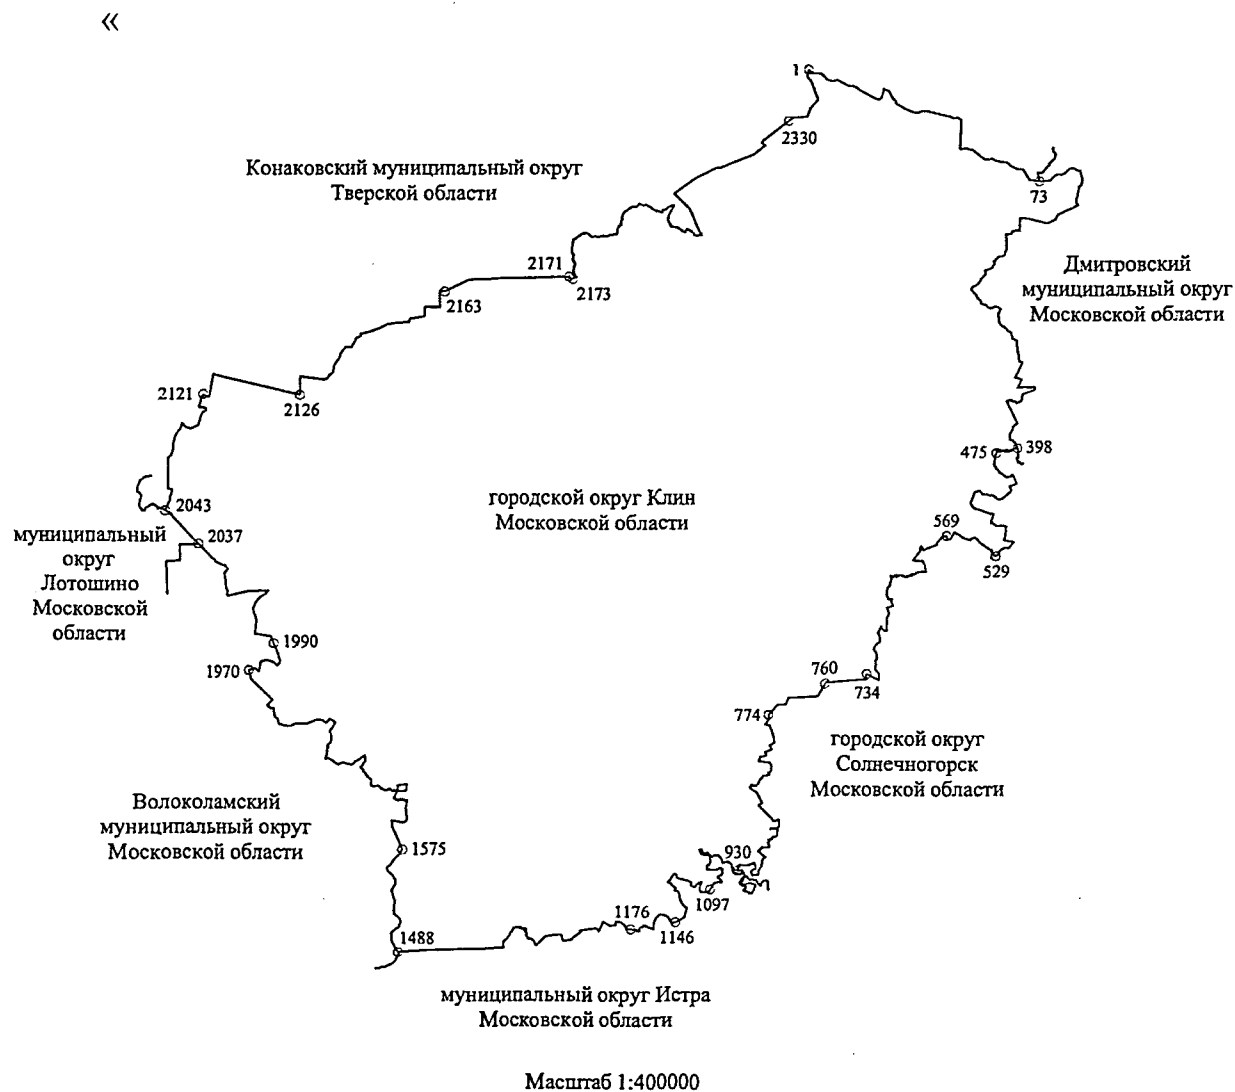 «
1
2330
Конаковский муниципальный округ
Тверской области
73
2171
2173
2163
Дмитровский
муниципальный округ
Московской области
2121
2126
475
398
городской округ Клин
Московской области
2043
2037
569
529
муниципальный
округ
Лотошино
Московской
области
1990
1970
760
734
774
городской округ
Солнечногорск
Московской области
Волоколамский
муниципальный округ
Московской области
1575
930
1097
1176
1146
1488
муниципальный округ Истра
Московской области
Масштаб 1:400000